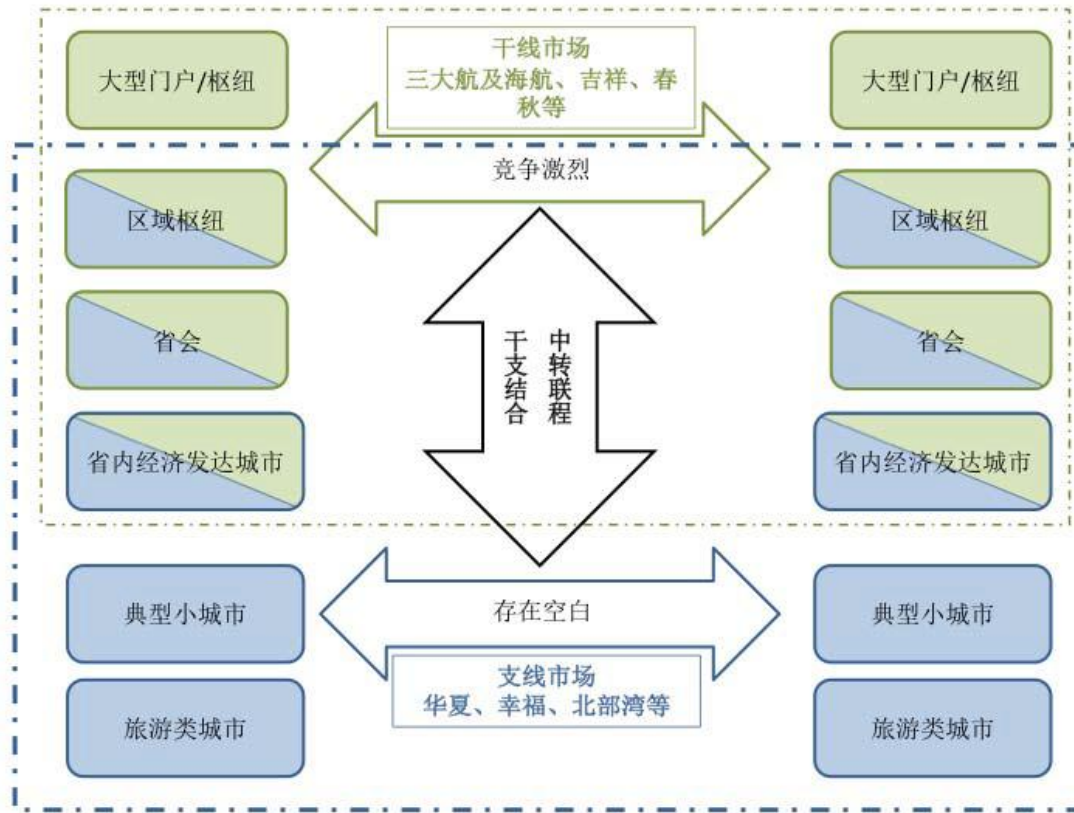 大型门户/枢纽
干线市场
三大航及海航、吉祥、春
秋等
大型门户/枢纽
竞争激烈
区域枢纽
区域枢纽
省会
省会
干支结合
中转联程
省内经济发达城市
省内经济发达城市
典型小城市
存在空白
典型小城市
支线市场
华夏、幸福、北部湾等
旅游类城市
旅游类城市